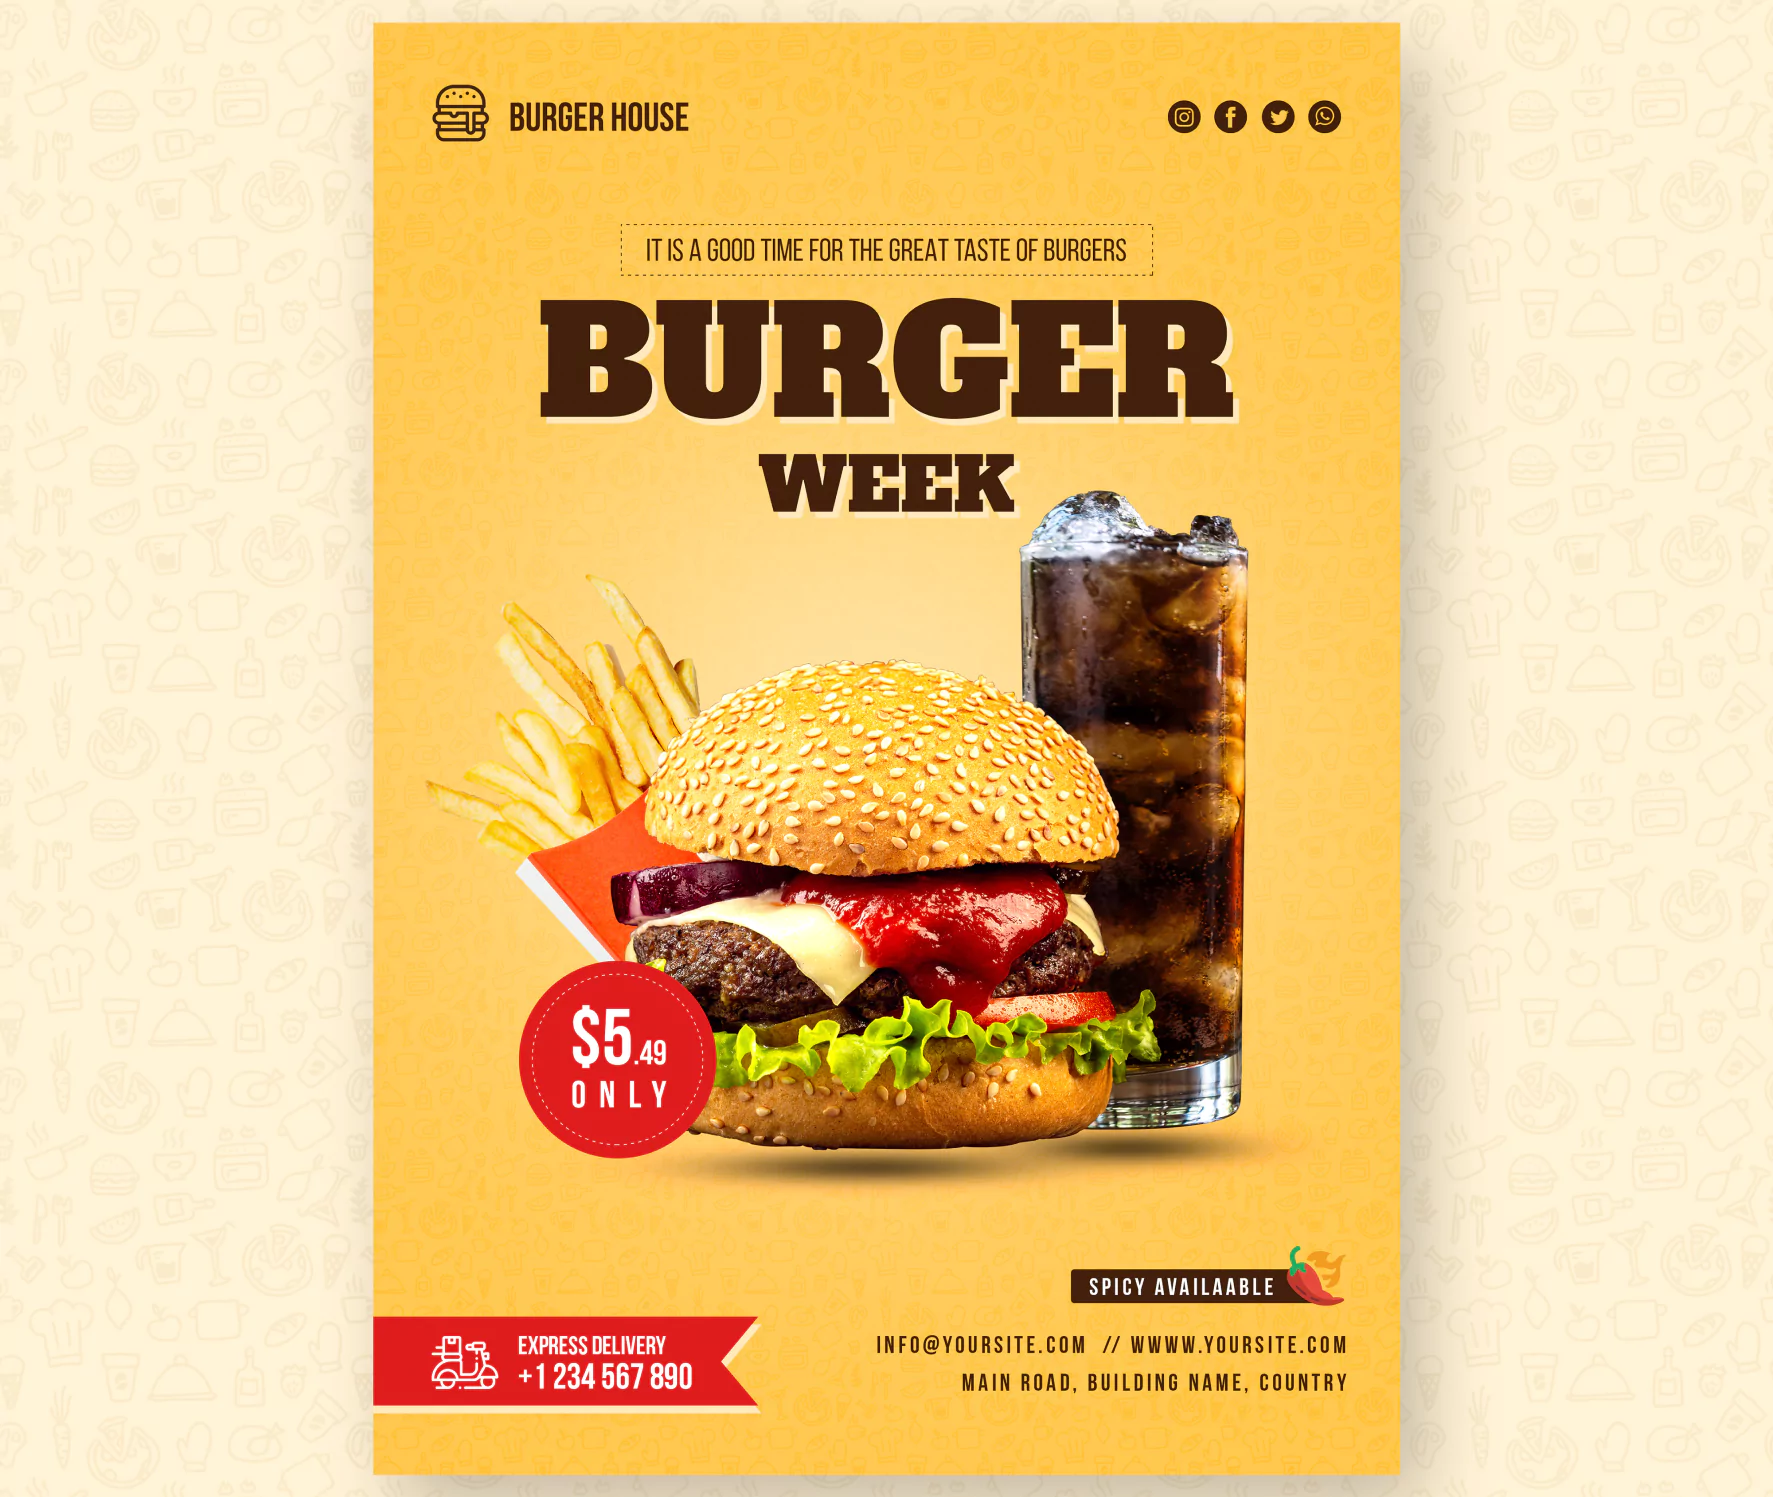 BURGER HOUSE
IT IS A GOOD TIME FOR THE GREAT TASTE OF BURGERS
BURGER
WEEK
$5.49
ONLY
SPICY AVAILAABLE
EXPRESS DELIVERY
+1 234 567 890
INFO@YOURSITE.COM // WWWW.YOURSITE.COM
MAIN ROAD, BUILDING NAME, COUNTRY